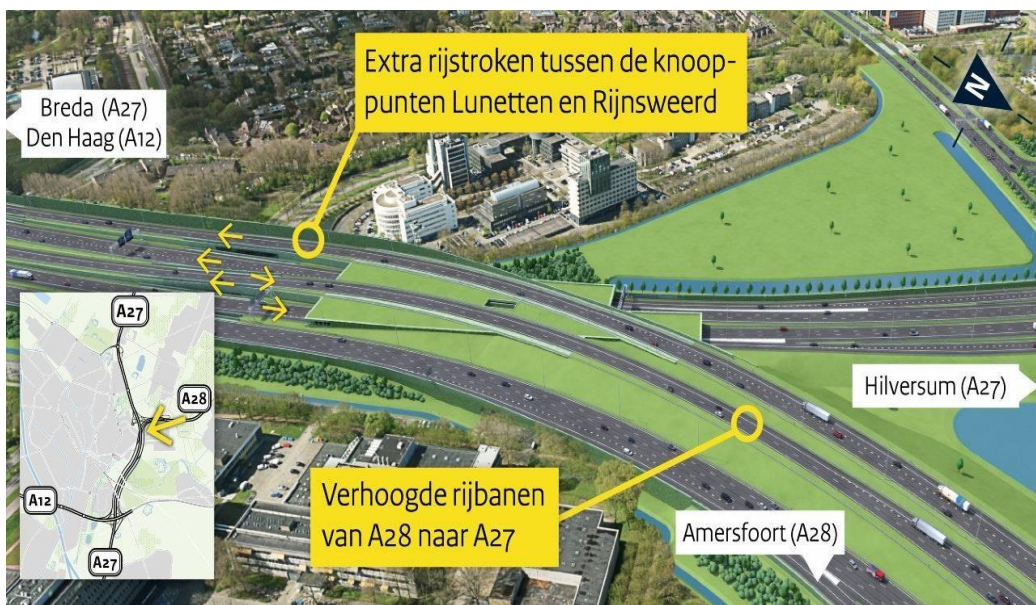 Extra rijstroken tussen de knoop-
punten Lunetten en Rijnsweerd
Breda (A27)
Den Haag (A12)
N
Hilversum (A27)
A27
A28
A12
A27
Verhoogde rijbanen
van A28 naar A27
Amersfoort (A28)